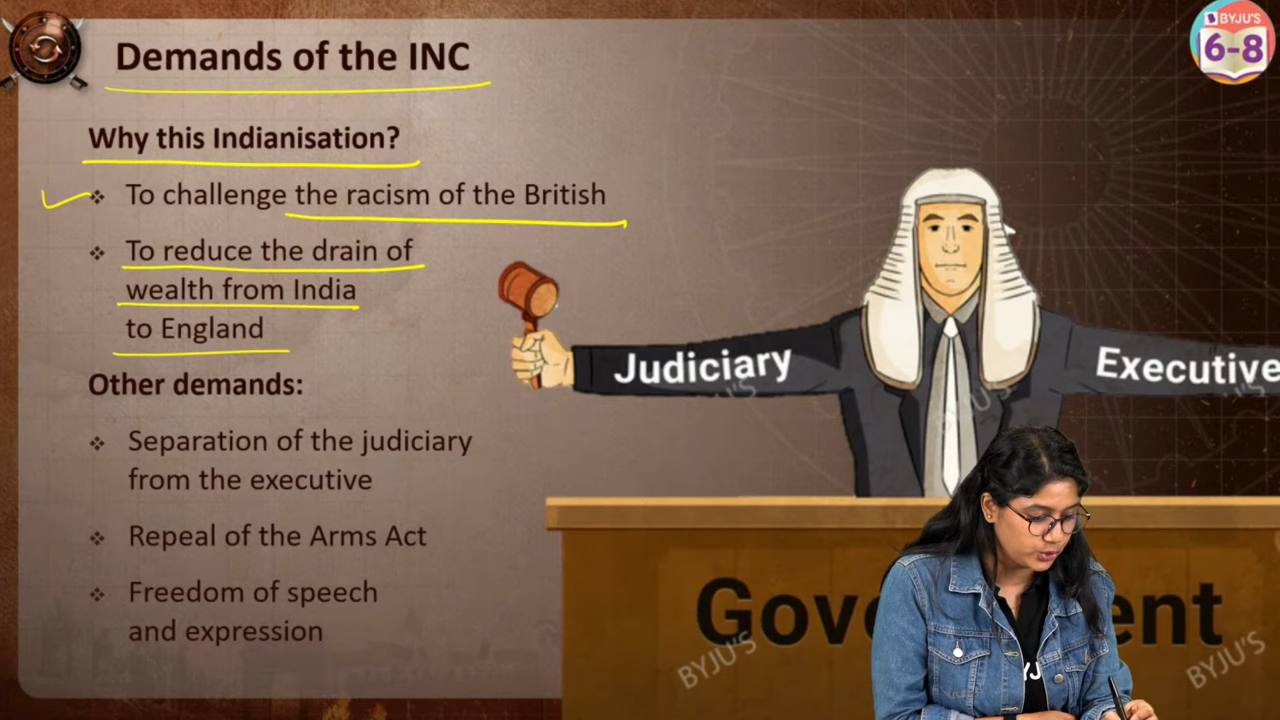 Demands of the INC
BYJU'S
6-8
Why this Indianisation?
❖ To challenge the racism of the British
❖ To reduce the drain of
wealth from India
to England
Other demands:
❖ Separation of the judiciary
from the executive
❖ Repeal of the Arms Act
❖ Freedom of speech
and expression
Judiciary
Executive
BYJU'S
BYJU'S
BYJU'S